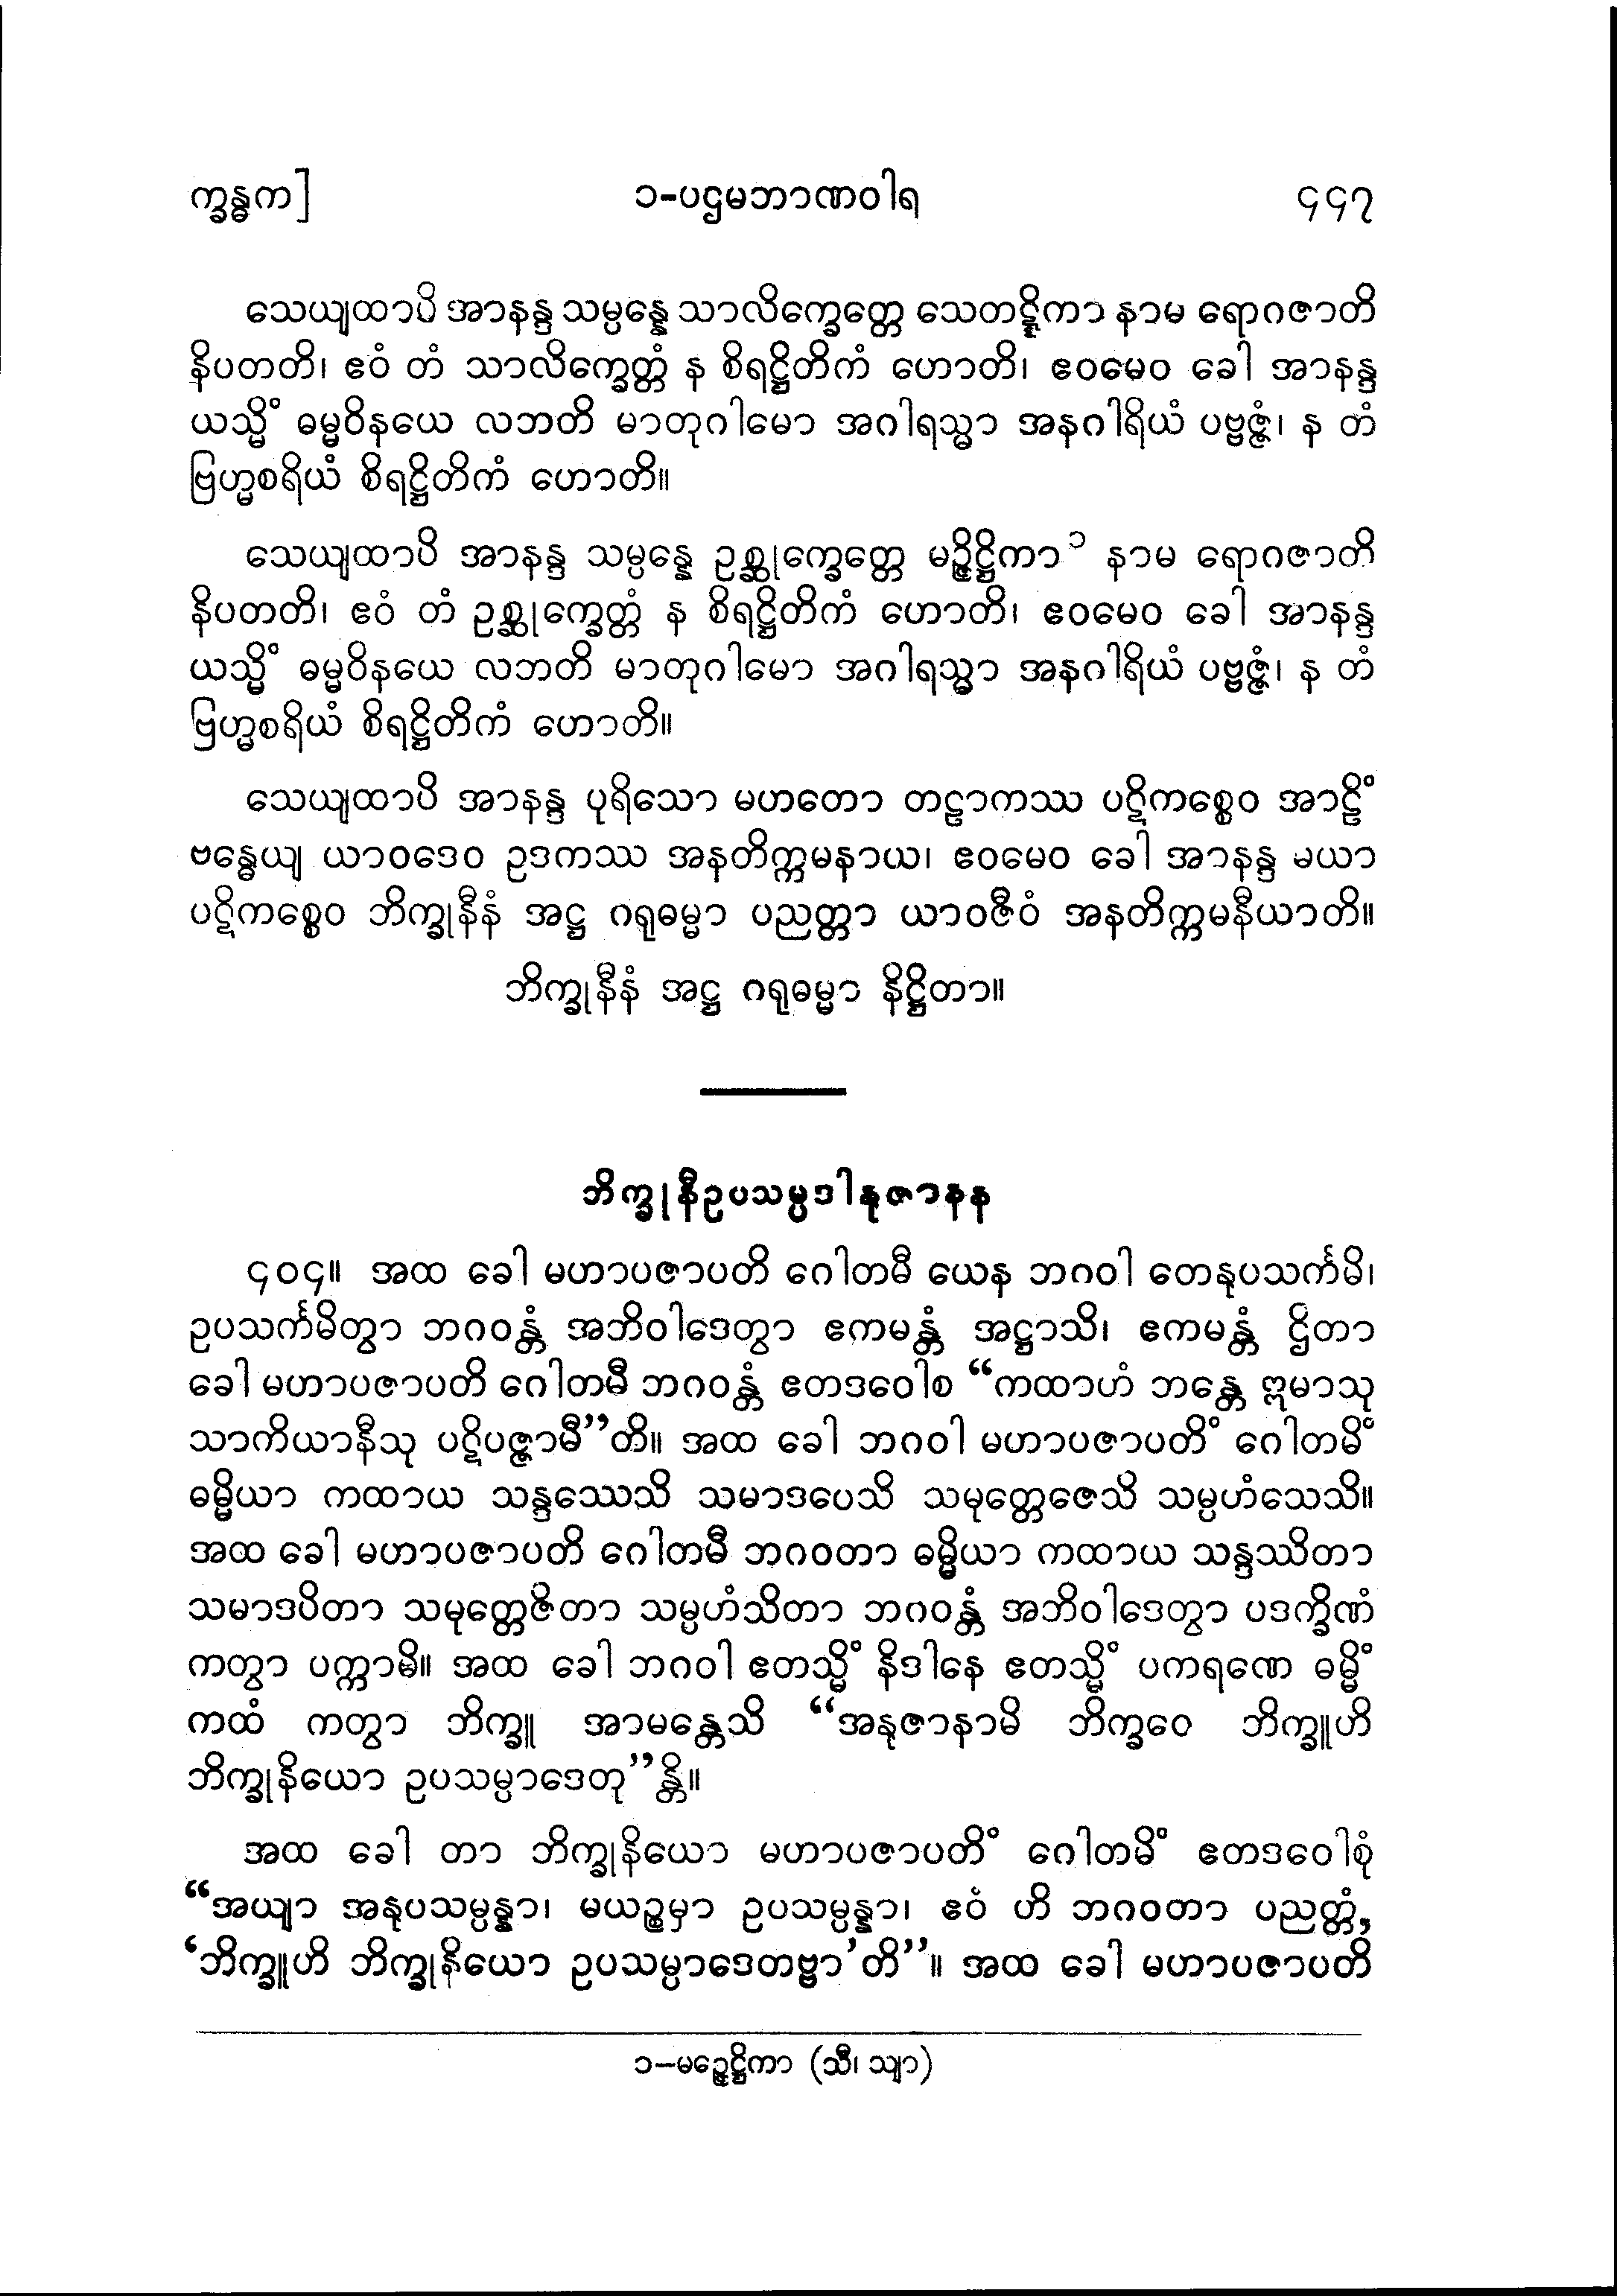 က္ခန္ဓက]
၁-ပဌမဘာဏဝါရ
၄၄၇
သေယျထာပိ အာနန္ဒ သမ္ပန္နေ သာလိက္ခေတ္တေ သေတဋ္ဋိကာ နာမ ရောဂဇာတိ
နိပတတိ၊ ဧဝံ တံ သာလိက္ခေတ္တံ န စိရဋ္ဌိတိကံ ဟောတိ၊ ဧဝမေဝ ခေါ အာနန္ဒ
ယသ္မိံ ဓမ္မဝိနယေ လဘတိ မာတုဂါမော အဂါရသ္မာ အနဂါရိယံ ပဗ္ဗဇ္ဇံ၊ န တံ
ဗြဟ္မစရိယံ စိရဋ္ဌိတိကံ ဟောတိ။
သေယျထာပိ အာနန္ဒ သမ္ပန္နေ ဥစ္ဆုက္ခေတ္တေ မဉ္ဇိဋ္ဌိကာ၁ နာမ ရောဂဇာတိ
နိပတတိ၊ ဧဝံ တံ ဥစ္ဆုက္ခေတ္တံ န စိရဋ္ဌိတိကံ ဟောတိ၊ ဧဝမေဝ ခေါ အာနန္ဒ
ယသ္မိံ ဓမ္မဝိနယေ လဘတိ မာတုဂါမော အဂါရသ္မာ အနဂါရိယံ ပဗ္ဗဇ္ဇံ၊ န တံ
ဗြဟ္မစရိယံ စိရဋ္ဌိတိကံ ဟောတိ။
သေယျထာပိ အာနန္ဒ ပုရိသော မဟတော တဠာကဿ ပဋိကစ္စေဝ အာဠိံ
ဗန္ဓေယျ ယာဝဒေဝ ဥဒကဿ အနတိက္ကမနာယ၊ ဧဝမေဝ ခေါ အာနန္ဒ မယာ
ပဋိကစ္စေဝ ဘိက္ခုနီနံ အဋ္ဌ ဂရုဓမ္မာ ပညတ္တာ ယာဝဇီဝံ အနတိက္ကမနီယာတိ။
ဘိက္ခုနီနံ အဋ္ဌ ဂရုဓမ္မာ နိဋ္ဌိတာ။
ဘိက္ခုနီဥပသမ္ပဒါနုဇာနန
၄၀၄။ အထ ခေါ မဟာပဇာပတိ ဂေါတမီ ယေန ဘဂဝါ တေနုပသင်္ကမိ၊
ဥပသင်္ကမိတွာ ဘဂဝန္တံ အဘိဝါဒေတွာ ဧကမန္တံ အဋ္ဌာသိ၊ ဧကမန္တံ ဌိတာ
ခေါ မဟာပဇာပတိ ဂေါတမီ ဘဂဝန္တံ ဧတဒဝေါစ “ကထာဟံ ဘန္တေ ဣမာသု
သာကိယာနီသု ပဋိပဇ္ဇာမီ”တိ။ အထ ခေါ ဘဂဝါ မဟာပဇာပတိံ ဂေါတမိံ
ဓမ္မိယာ ကထာယ သန္ဒဿေသိ သမာဒပေသိ သမုတ္တေဇေသိ သမ္ပဟံသေသိ။
အထ ခေါ မဟာပဇာပတိ ဂေါတမီ ဘဂဝတာ ဓမ္မိယာ ကထာယ သန္ဒဿိတာ
သမာဒပိတာ သမုတ္တေဇိတာ သမ္ပဟံသိတာ ဘဂဝန္တံ အဘိဝါဒေတွာ ပဒက္ခိဏံ
ကတွာ ပက္ကာမိ။ အထ ခေါ ဘဂဝါ ဧတသ္မိံ နိဒါနေ ဧတသ္မိံ ပကရဏေ ဓမ္မိံ
ကထံ ကတွာ ဘိက္ခူ အာမန္တေသိ “အနုဇာနာမိ ဘိက္ခဝေ ဘိက္ခူဟိ
ဘိက္ခုနိယော ဥပသမ္ပာဒေတု”န္တိ။
အထ ခေါ တာ ဘိက္ခုနိယော မဟာပဇာပတိံ ဂေါတမိံ ဧတဒဝေါစုံ
“အယျာ အနုပသမ္ပန္နာ၊ မယဉ္စမှာ ဥပသမ္ပန္နာ၊ ဧဝံ ဟိ ဘဂဝတာ ပညတ္တံ,
‘ဘိက္ခူဟိ ဘိက္ခုနိယော ဥပသမ္ပာဒေတဗ္ဗာ’တိ”။ အထ ခေါ မဟာပဇာပတိ
၁-မဉ္ဇေဋ္ဌိကာ (သီ၊ သျာ)